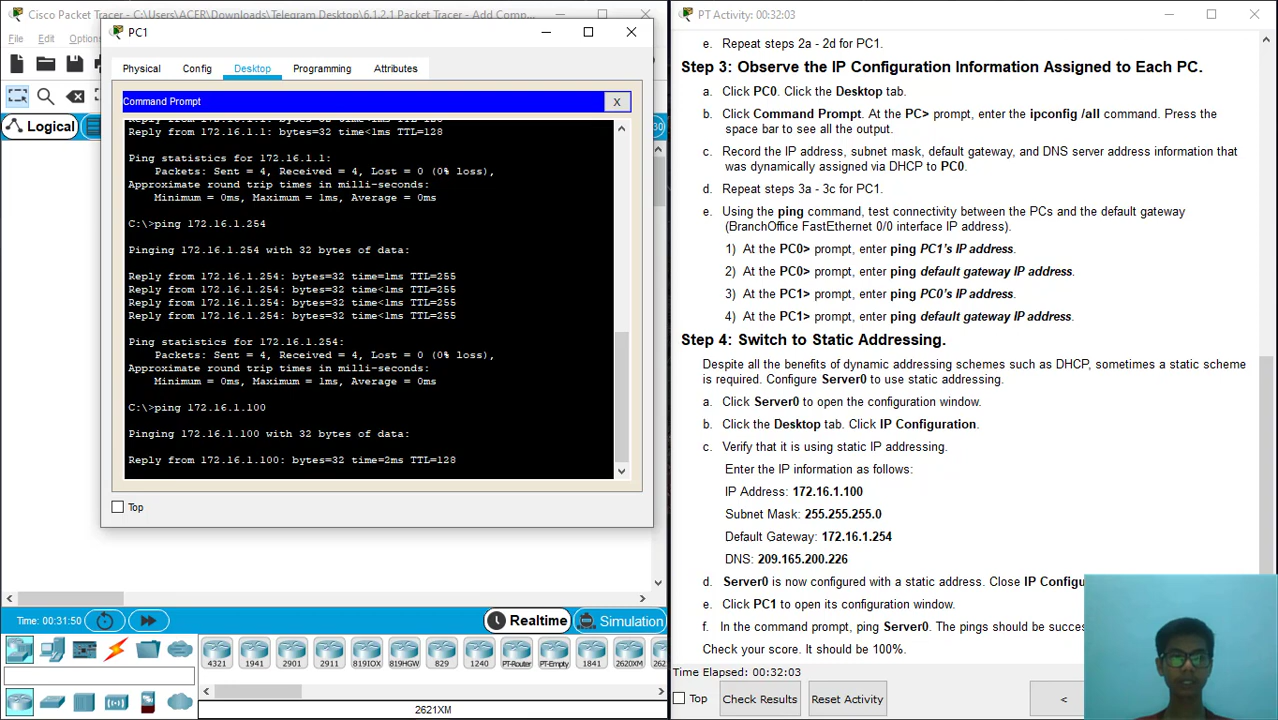 Cisco Packet Tracer - C:\Users\ACER\Downloads\Telegram Desktop\6.1.2.1 Packet Tracer - Add Comp...
File Edit Options
Logical
PC1
Physical Config Desktop Programming Attributes
Command Prompt X
Reply from 172.16.1.1: bytes=32 time<1ms TTL=128
Ping statistics for 172.16.1.1:
Packets: Sent = 4, Received = 4, Lost = 0 (0% loss),
Approximate round trip times in milli-seconds:
Minimum = 0ms, Maximum = 1ms, Average = 0ms
C:\>ping 172.16.1.254
Pinging 172.16.1.254 with 32 bytes of data:
Reply from 172.16.1.254: bytes=32 time=1ms TTL=255
Reply from 172.16.1.254: bytes=32 time<1ms TTL=255
Reply from 172.16.1.254: bytes=32 time<1ms TTL=255
Reply from 172.16.1.254: bytes=32 time<1ms TTL=255
Ping statistics for 172.16.1.254:
Packets: Sent = 4, Received = 4, Lost = 0 (0% loss),
Approximate round trip times in milli-seconds:
Minimum = 0ms, Maximum = 1ms, Average = 0ms
C:\>ping 172.16.1.100
Pinging 172.16.1.100 with 32 bytes of data:
Reply from 172.16.1.100: bytes=32 time=2ms TTL=128
Top
Time: 00:31:50 Realtime Simulation
4321 1941 2901 2911 819IOX 819HGW 829 1240 PT-Router PT-Empty 1841 2620XM 262
2621XM
PT Activity: 00:32:03
e. Repeat steps 2a - 2d for PC1.
Step 3: Observe the IP Configuration Information Assigned to Each PC.
a. Click PC0. Click the Desktop tab.
b. Click Command Prompt. At the PC> prompt, enter the ipconfig /all command. Press the
space bar to see all the output.
c. Record the IP address, subnet mask, default gateway, and DNS server address information that
was dynamically assigned via DHCP to PC0.
d. Repeat steps 3a - 3c for PC1.
e. Using the ping command, test connectivity between the PCs and the default gateway
(BranchOffice FastEthernet 0/0 interface IP address).
1) At the PC0> prompt, enter ping PC1's IP address.
2) At the PC0> prompt, enter ping default gateway IP address.
3) At the PC1> prompt, enter ping PC0's IP address.
4) At the PC1> prompt, enter ping default gateway IP address.
Step 4: Switch to Static Addressing.
Despite all the benefits of dynamic addressing schemes such as DHCP, sometimes a static scheme
is required. Configure Server0 to use static addressing.
a. Click Server0 to open the configuration window.
b. Click the Desktop tab. Click IP Configuration.
c. Verify that it is using static IP addressing.
Enter the IP information as follows:
IP Address: 172.16.1.100
Subnet Mask: 255.255.255.0
Default Gateway: 172.16.1.254
DNS: 209.165.200.226
d. Server0 is now configured with a static address. Close IP Configu
e. Click PC1 to open its configuration window.
f. In the command prompt, ping Server0. The pings should be succes
Check your score. It should be 100%.
Time Elapsed: 00:32:03
Top Check Results Reset Activity <